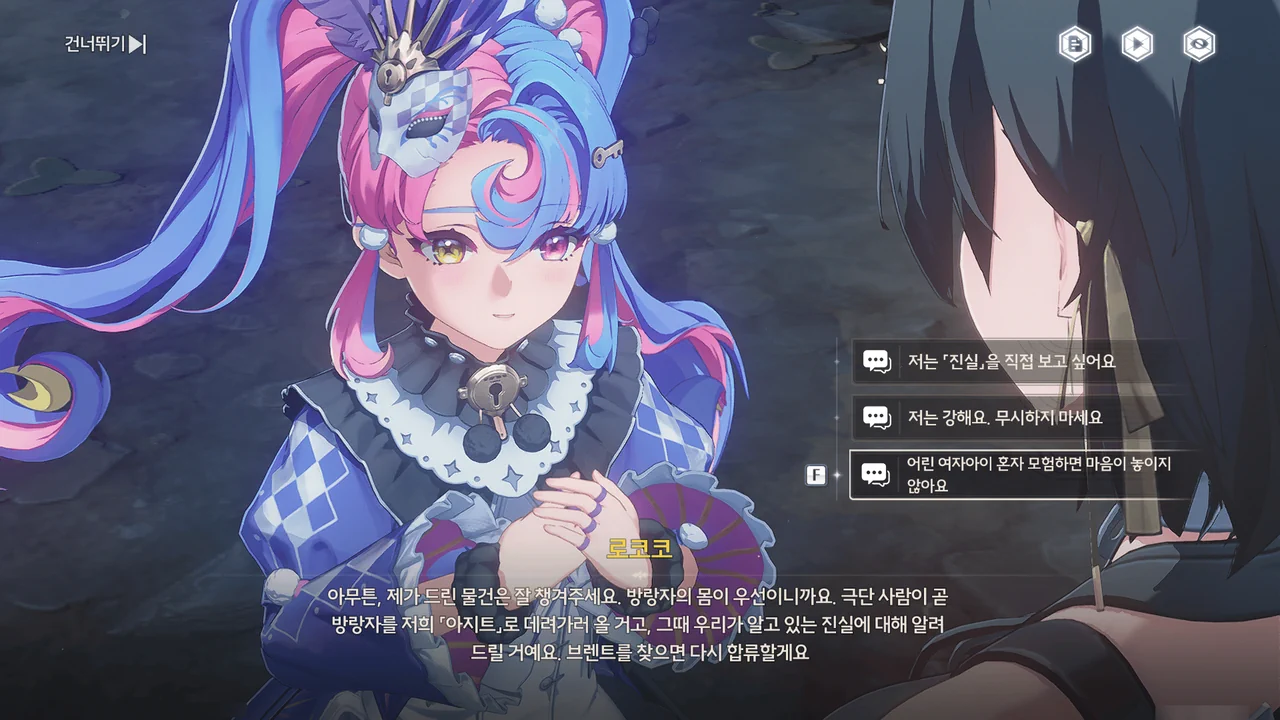 건너뛰기
저는 「진실」을 직접 보고 싶어요
저는 강해요. 무시하지 마세요
F
어린 여자아이 혼자 모험하면 마음이 놓이지
않아요
로코코
아무튼, 제가 드린 물건은 잘 챙겨주세요. 방랑자의 몸이 우선이니까요. 극단 사람이 곧
방랑자를 저희 「아지트」로 데려가러 올 거고, 그때 우리가 알고 있는 진실에 대해 알려
드릴 거예요. 브렌트를 찾으면 다시 합류할게요